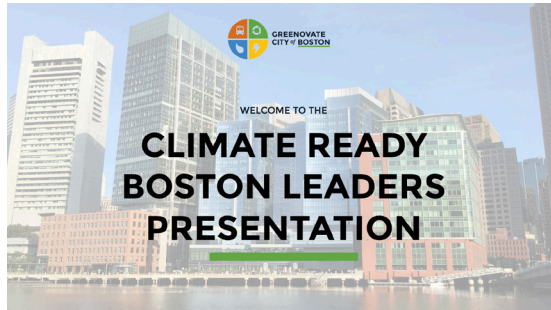 GREENOVATE
CITY of BOSTON
WELCOME TO THE
CLIMATE READY
BOSTON LEADERS
PRESENTATION